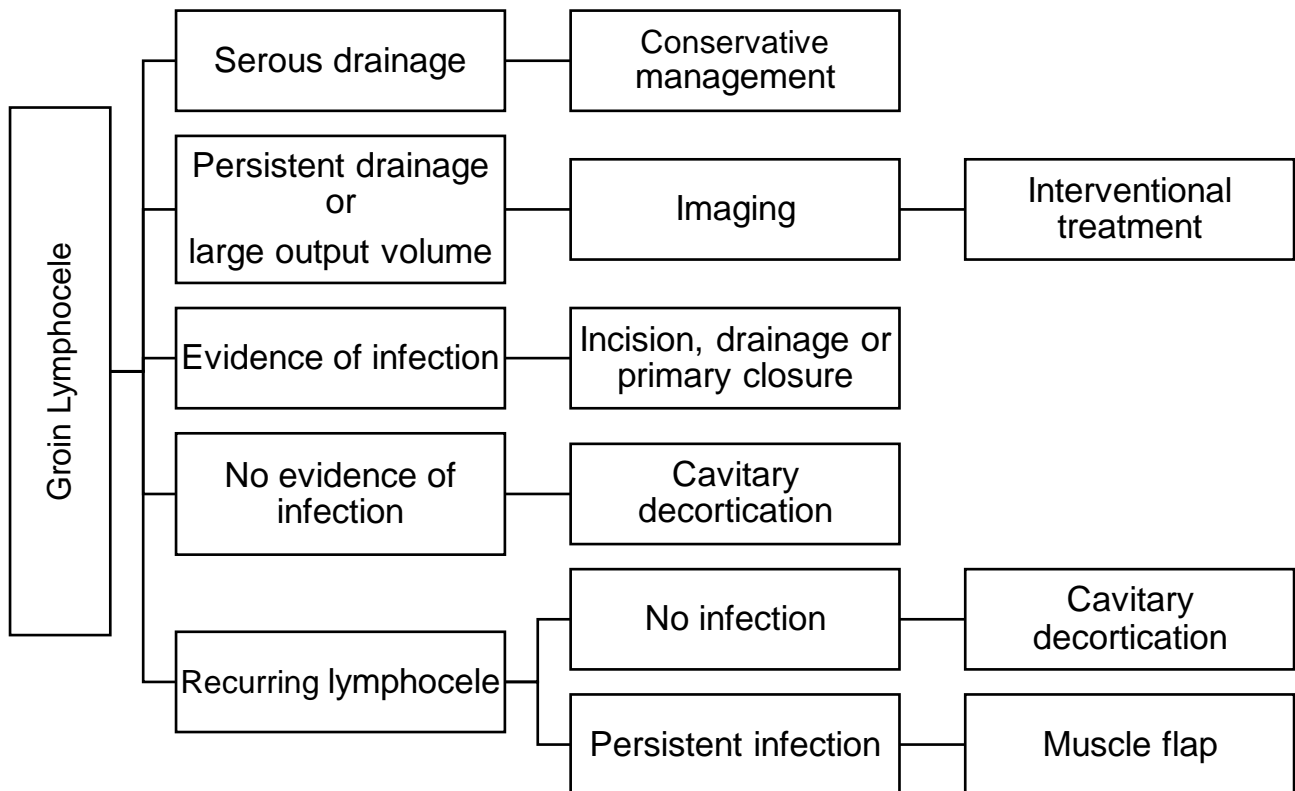 Groin Lymphocele
Serous drainage
Conservative
management
Persistent drainage
or
large output volume
Imaging
Interventional
treatment
Evidence of infection
Incision, drainage or
primary closure
No evidence of
infection
Cavitary
decortication
Recurring lymphocele
No infection
Cavitary
decortication
Persistent infection
Muscle flap